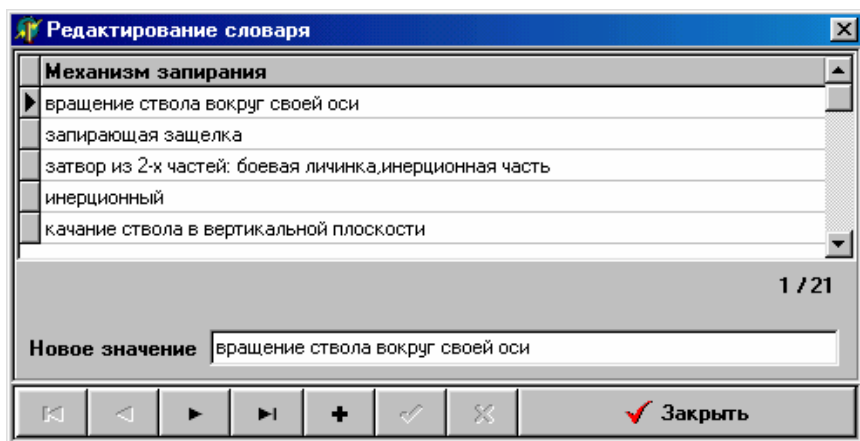 Редактирование словаря
Механизм запирания
вращение ствола вокруг своей оси
запирающая защелка
затвор из 2-х частей: боевая личинка,инерционная часть
инерционный
качание ствола в вертикальной плоскости
1 / 21
Новое значение вращение ствола вокруг своей оси
Закрыть